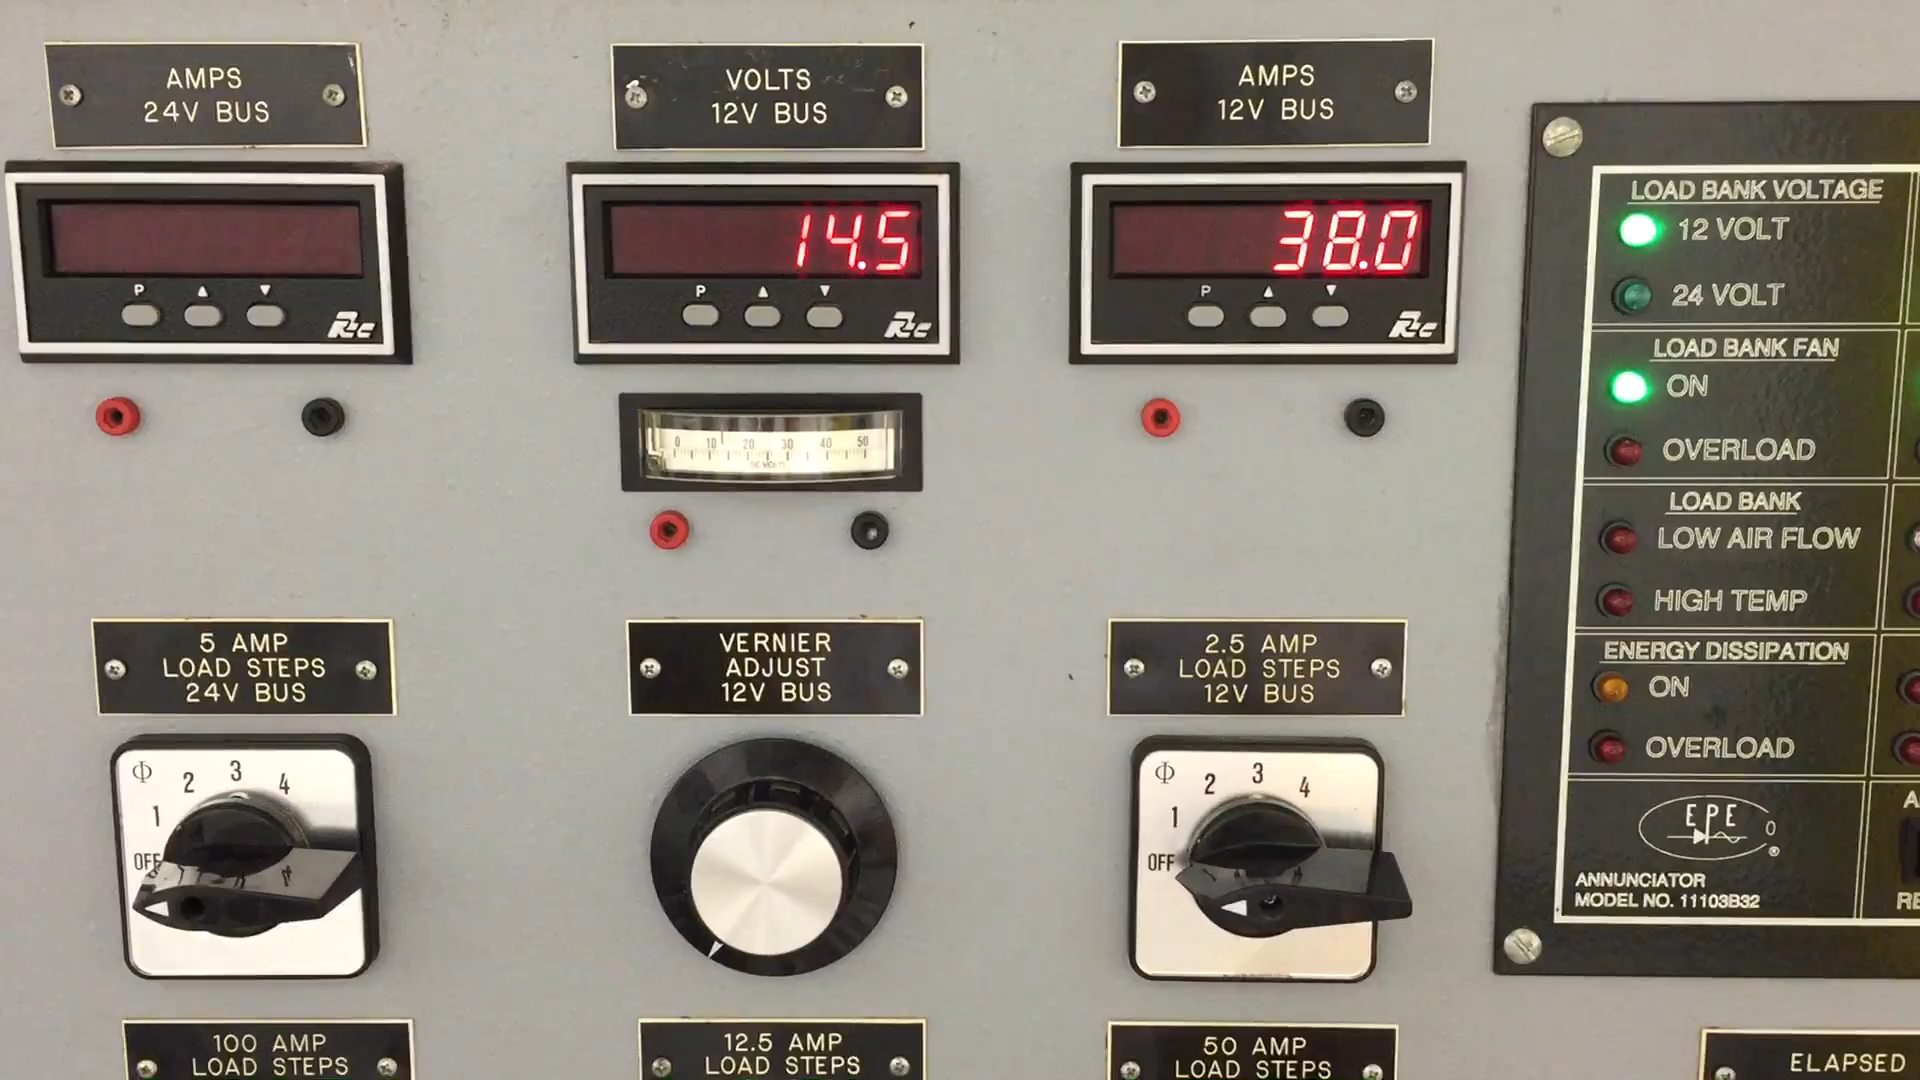 AMPS
24V BUS
VOLTS
12V BUS
AMPS
12V BUS
14.5
38.0
P
P
P
0 10 20 30 40 50
DC VOLTS
LOAD BANK VOLTAGE
12 VOLT
24 VOLT
LOAD BANK FAN
ON
OVERLOAD
LOAD BANK
LOW AIR FLOW
HIGH TEMP
ENERGY DISSIPATION
ON
OVERLOAD
EPE
®
ANNUNCIATOR
MODEL NO. 11103B32
5 AMP
LOAD STEPS
24V BUS
VERNIER
ADJUST
12V BUS
2.5 AMP
LOAD STEPS
12V BUS
Φ
OFF 1 2 3 4
Φ
OFF 1 2 3 4
100 AMP
LOAD STEPS
12.5 AMP
LOAD STEPS
50 AMP
LOAD STEPS
ELAPSED